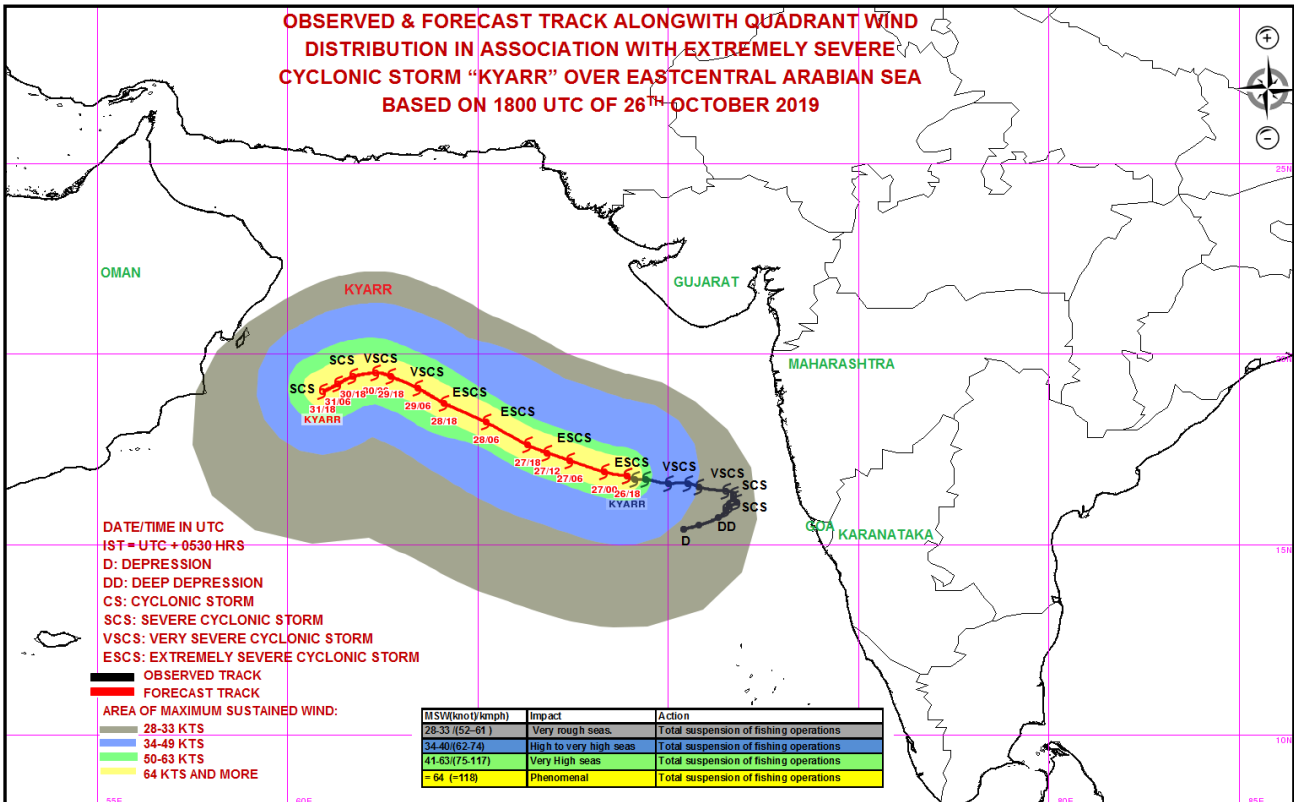 OBSERVED & FORECAST TRACK ALONGWITH QUADRANT WIND
DISTRIBUTION IN ASSOCIATION WITH EXTREMELY SEVERE
CYCLONIC STORM “KYARR” OVER EASTCENTRAL ARABIAN SEA
BASED ON 1800 UTC OF 26TH OCTOBER 2019
25N
OMAN
GUJARAT
KYARR
20N
MAHARASHTRA
SCS VSCS
SCS VSCS
ESCS
ESCS
ESCS
ESCS VSCS VSCS SCS
SCS
DD
D
31/18 31/06 30/18 29/18 29/06
28/18
28/06
27/18
27/12
27/06
27/00
26/18
KYARR
KYARR
GOA
KARANATAKA
15N
DATE/TIME IN UTC
IST = UTC + 0530 HRS
D: DEPRESSION
DD: DEEP DEPRESSION
CS: CYCLONIC STORM
SCS: SEVERE CYCLONIC STORM
VSCS: VERY SEVERE CYCLONIC STORM
ESCS: EXTREMELY SEVERE CYCLONIC STORM
OBSERVED TRACK
FORECAST TRACK
AREA OF MAXIMUM SUSTAINED WIND:
28-33 KTS
34-49 KTS
50-63 KTS
64 KTS AND MORE
MSW(knot)/kmph) Impact Action
28-33 /(52–61 ) Very rough seas. Total suspension of fishing operations
34-40/(62-74) High to very high seas Total suspension of fishing operations
41-63/(75-117) Very High seas Total suspension of fishing operations
= 64 (=118) Phenomenal Total suspension of fishing operations
10N
55E 60E 80E 85E